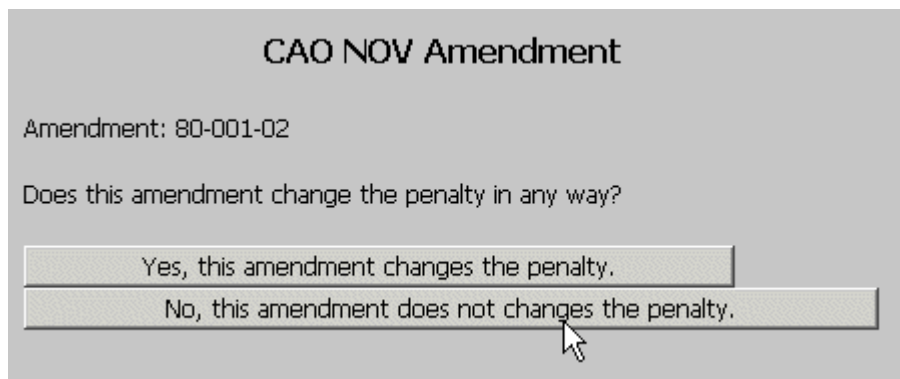 CAO NOV Amendment
Amendment: 80-001-02
Does this amendment change the penalty in any way?
Yes, this amendment changes the penalty.
No, this amendment does not changes the penalty.